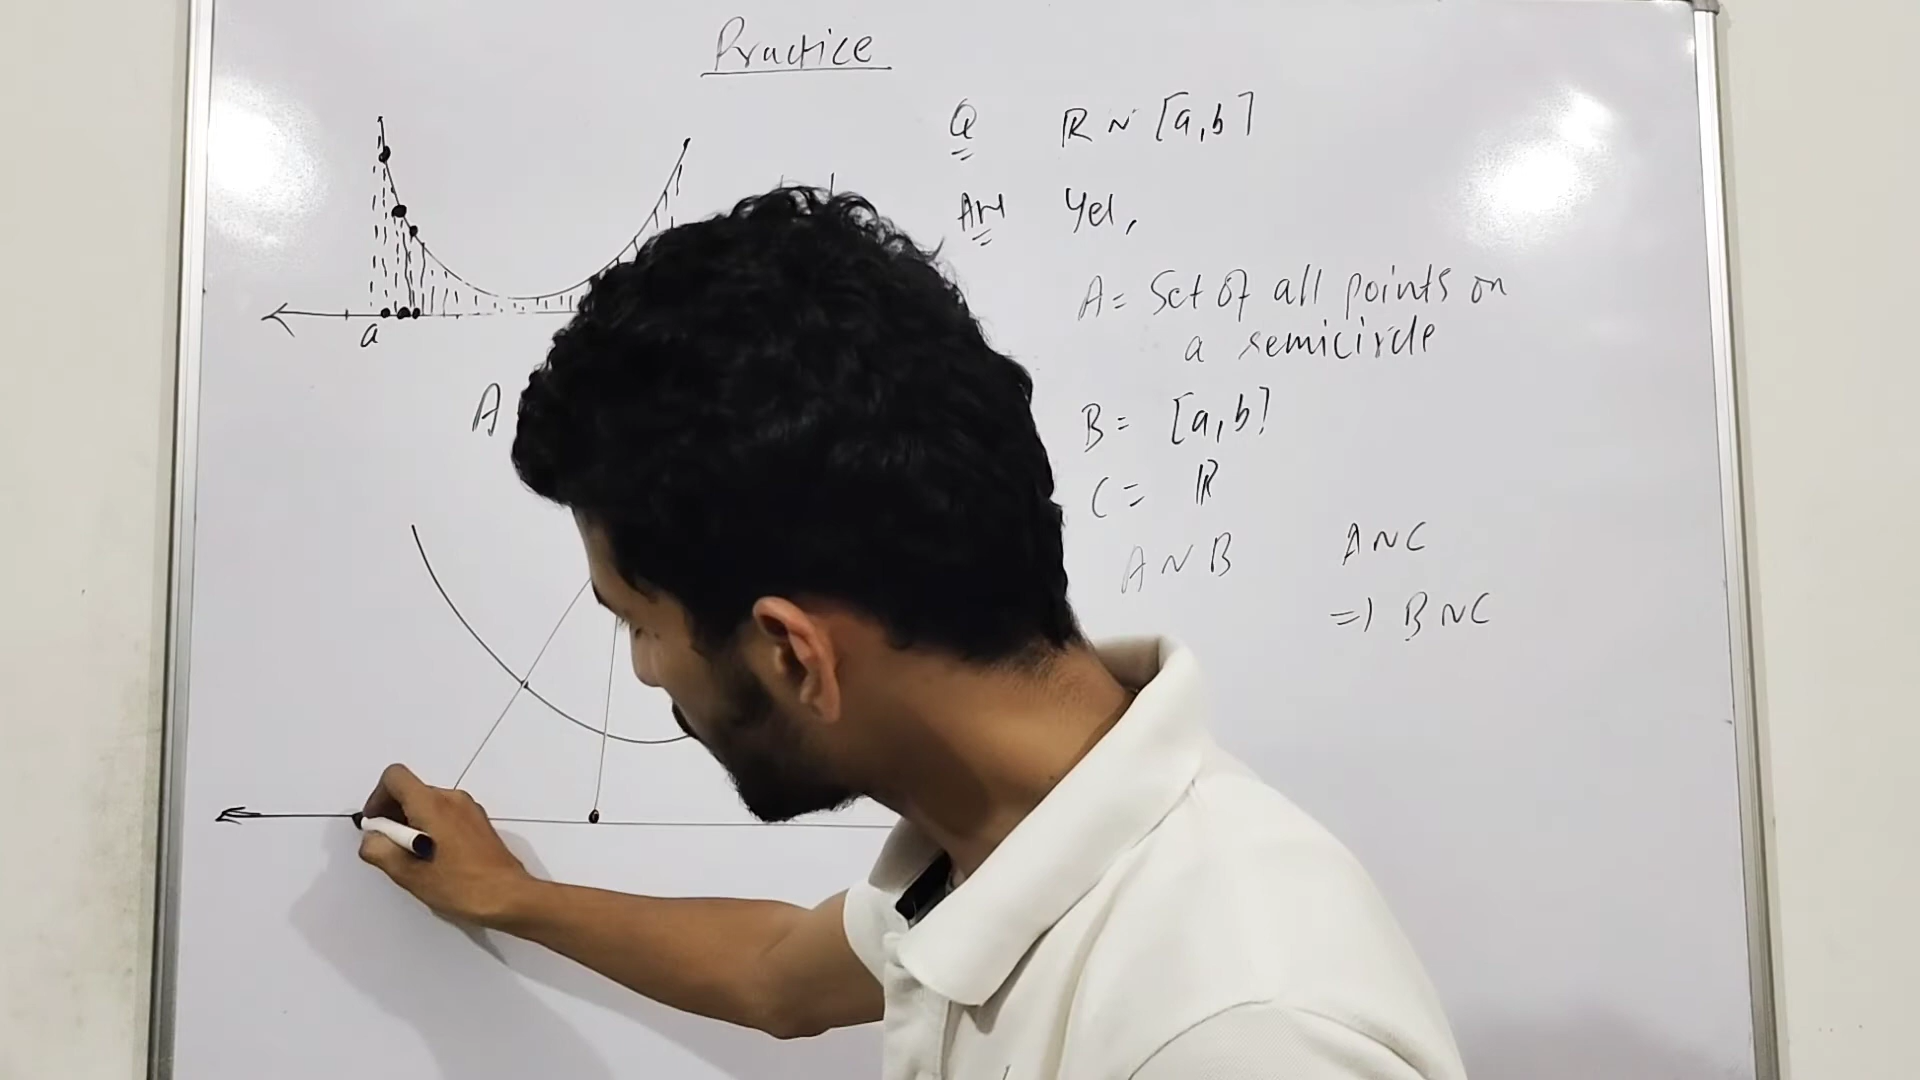 Practice
Q R ~ [a,b]
Ans Yes,
A = Set of all points on
a semicircle
B = [a,b]
C = R
A ~ B A ~ C
=) B ~ C
a
A